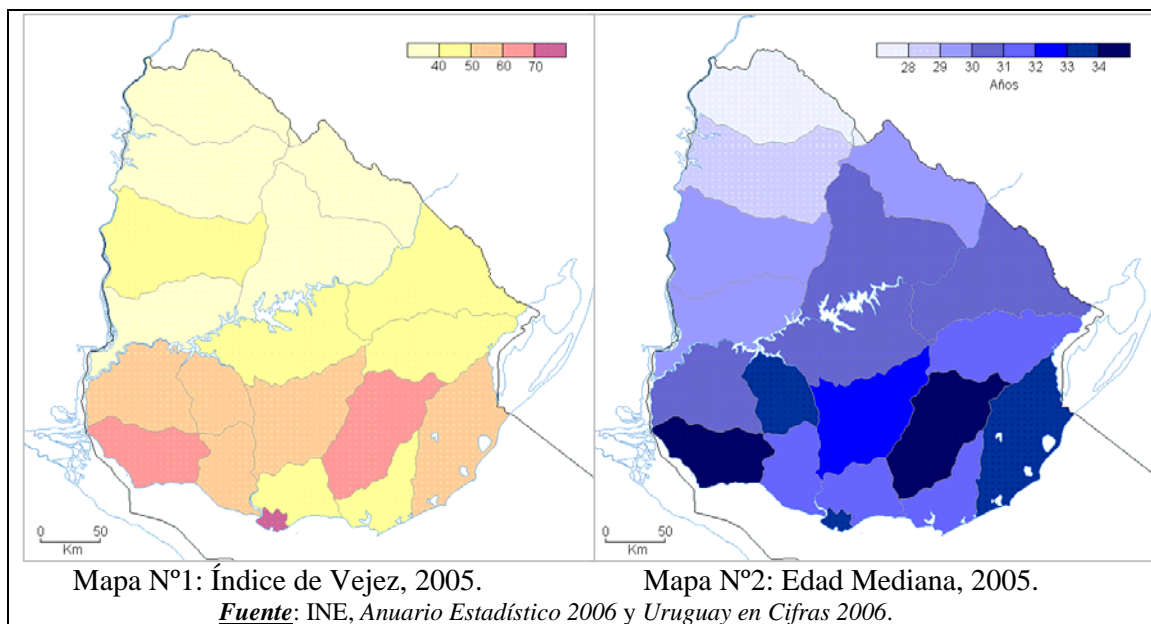 40 50 60 70
28 29 30 31 32 33 34
Años
0 50
Km
0 50
Km
Mapa Nº1: Índice de Vejez, 2005.
Mapa Nº2: Edad Mediana, 2005.
Fuente: INE, Anuario Estadístico 2006 y Uruguay en Cifras 2006.